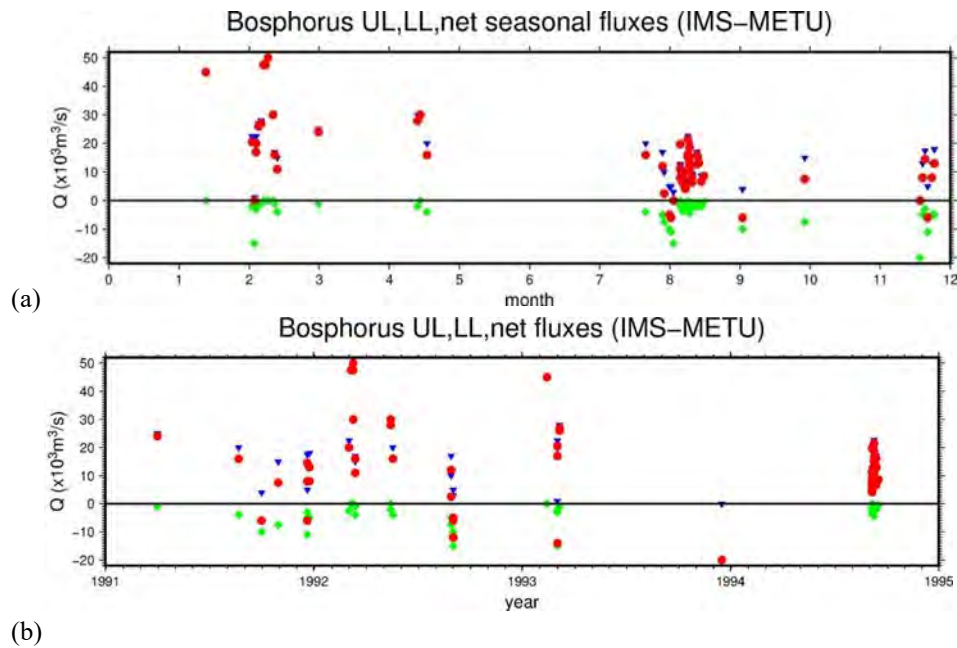 Bosphorus UL,LL,net seasonal fluxes (IMS−METU)
50
40
30
20
10
0
−10
−20
Q (x10³m³/s)
0 1 2 3 4 5 6 7 8 9 10 11 12
month
(a)
Bosphorus UL,LL,net fluxes (IMS−METU)
50
40
30
20
10
0
−10
−20
Q (x10³m³/s)
1991 1992 1993 1994 1995
year
(b)